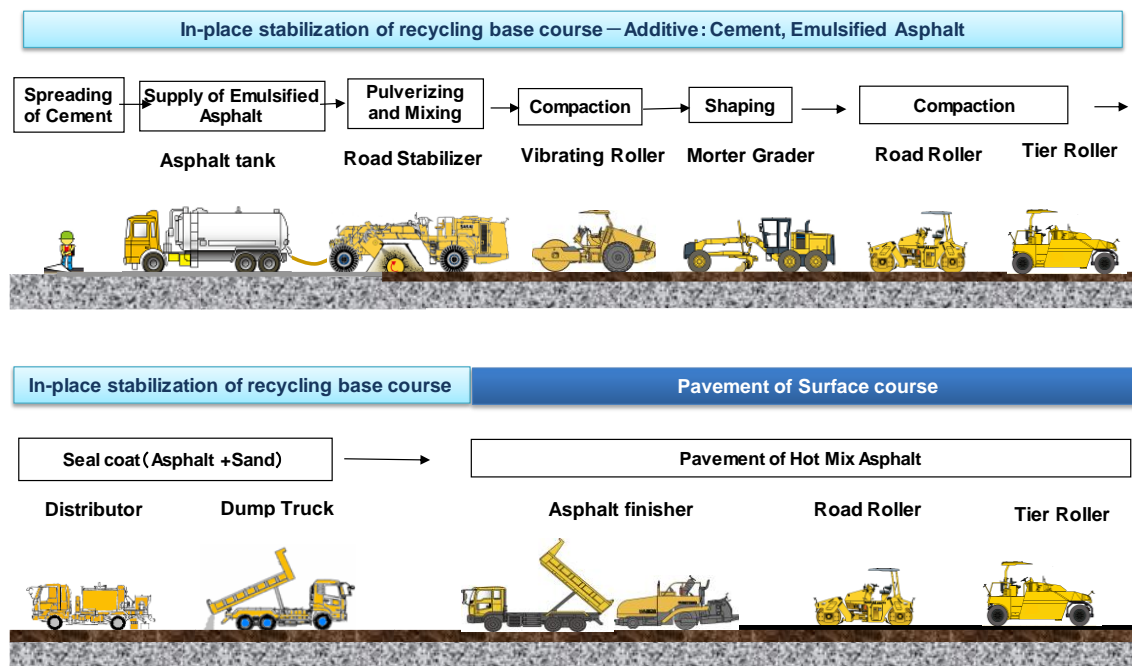 In-place stabilization of recycling base course－Additive：Cement, Emulsified Asphalt
Spreading
of Cement
Supply of Emulsified
Asphalt
Pulverizing
and Mixing
Compaction
Shaping
Compaction
Asphalt tank
Road Stabilizer
Vibrating Roller
Morter Grader
Road Roller
Tier Roller
In-place stabilization of recycling base course
Pavement of Surface course
Seal coat（Asphalt +Sand）
Pavement of Hot Mix Asphalt
Distributor
Dump Truck
Asphalt finisher
Road Roller
Tier Roller